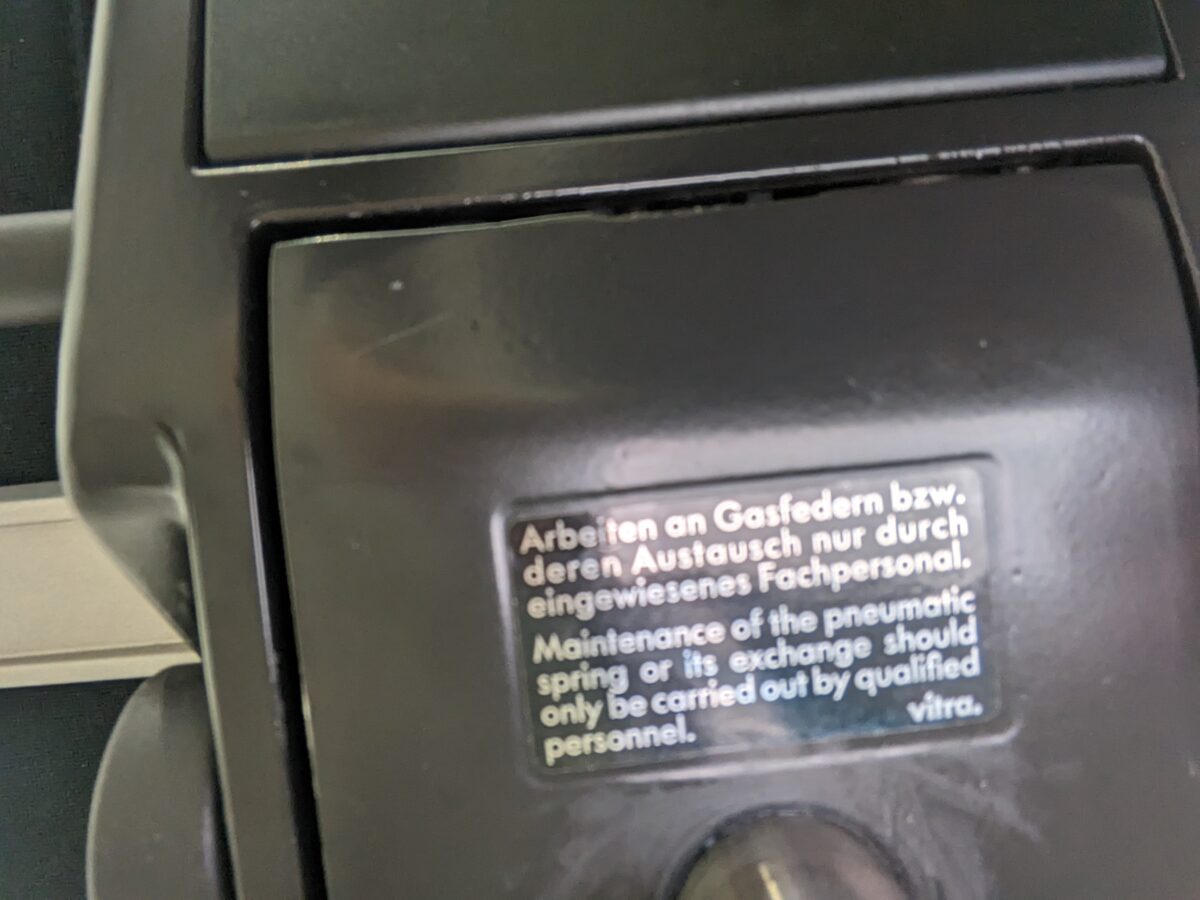 Arbeiten an Gasfedern bzw.
deren Austausch nur durch
eingewiesenes Fachpersonal.
Maintenance of the pneumatic
spring or its exchange should
only be carried out by qualified
personnel. vitra.